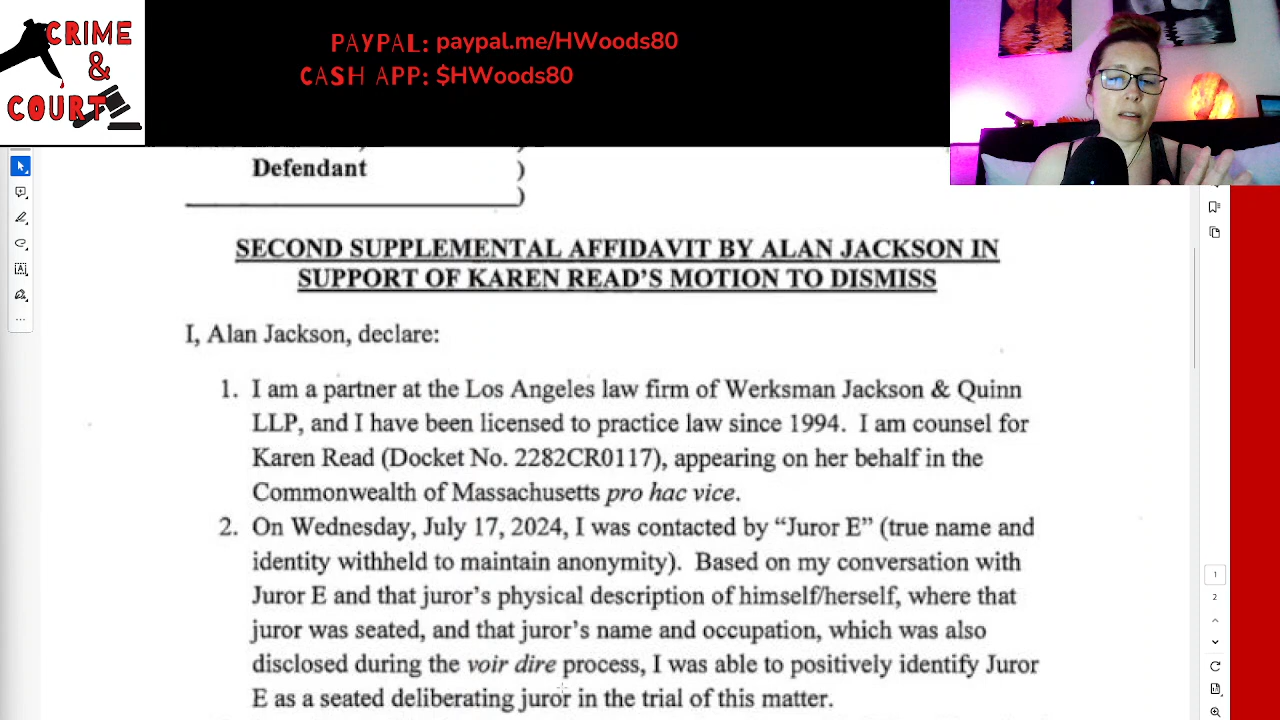 CRIME
&
COURT
PAYPAL: paypal.me/HWoods80
CASH APP: $HWoods80
Defendant )
)
SECOND SUPPLEMENTAL AFFIDAVIT BY ALAN JACKSON IN
SUPPORT OF KAREN READ'S MOTION TO DISMISS
I, Alan Jackson, declare:
1. I am a partner at the Los Angeles law firm of Werksman Jackson & Quinn
LLP, and I have been licensed to practice law since 1994. I am counsel for
Karen Read (Docket No. 2282CR0117), appearing on her behalf in the
Commonwealth of Massachusetts pro hac vice.
2. On Wednesday, July 17, 2024, I was contacted by “Juror E” (true name and
identity withheld to maintain anonymity). Based on my conversation with
Juror E and that juror's physical description of himself/herself, where that
juror was seated, and that juror's name and occupation, which was also
disclosed during the voir dire process, I was able to positively identify Juror
E as a seated deliberating juror in the trial of this matter.
1
2